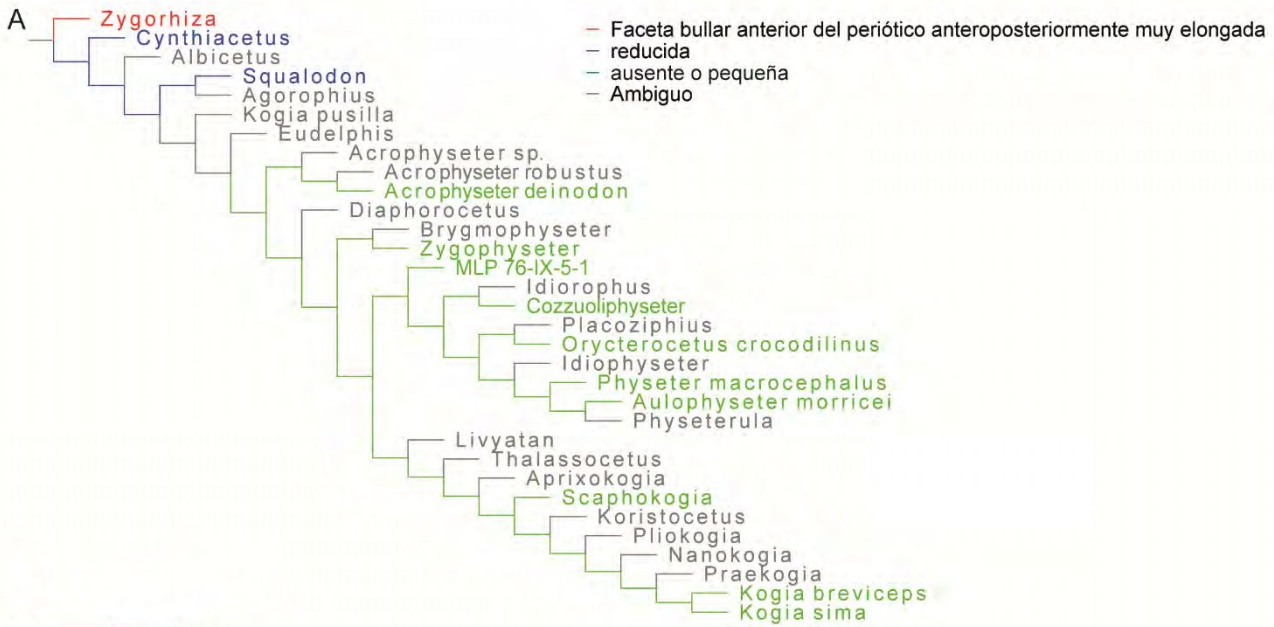 A
Zygorhiza
Cynthiacetus
Albicetus
Squalodon
Agorophius
Kogia pusilla
Eudelphis
Acrophyseter sp.
Acrophyseter robustus
Acrophyseter deinodon
Diaphorocetus
Brygmophyseter
Zygophyseter
MLP 76-IX-5-1
Idiorophus
Cozzuoliphyseter
Placoziphius
Orycterocetus crocodilinus
Idiophyseter
Physeter macrocephalus
Aulophyseter morricei
Physeterula
Livyatan
Thalassocetus
Aprixokogia
Scaphokogia
Koristocetus
Pliokogia
Nanokogia
Praekogia
Kogia breviceps
Kogia sima
Faceta bullar anterior del periótico anteroposteriormente muy elongada
reducida
ausente o pequeña
Ambiguo